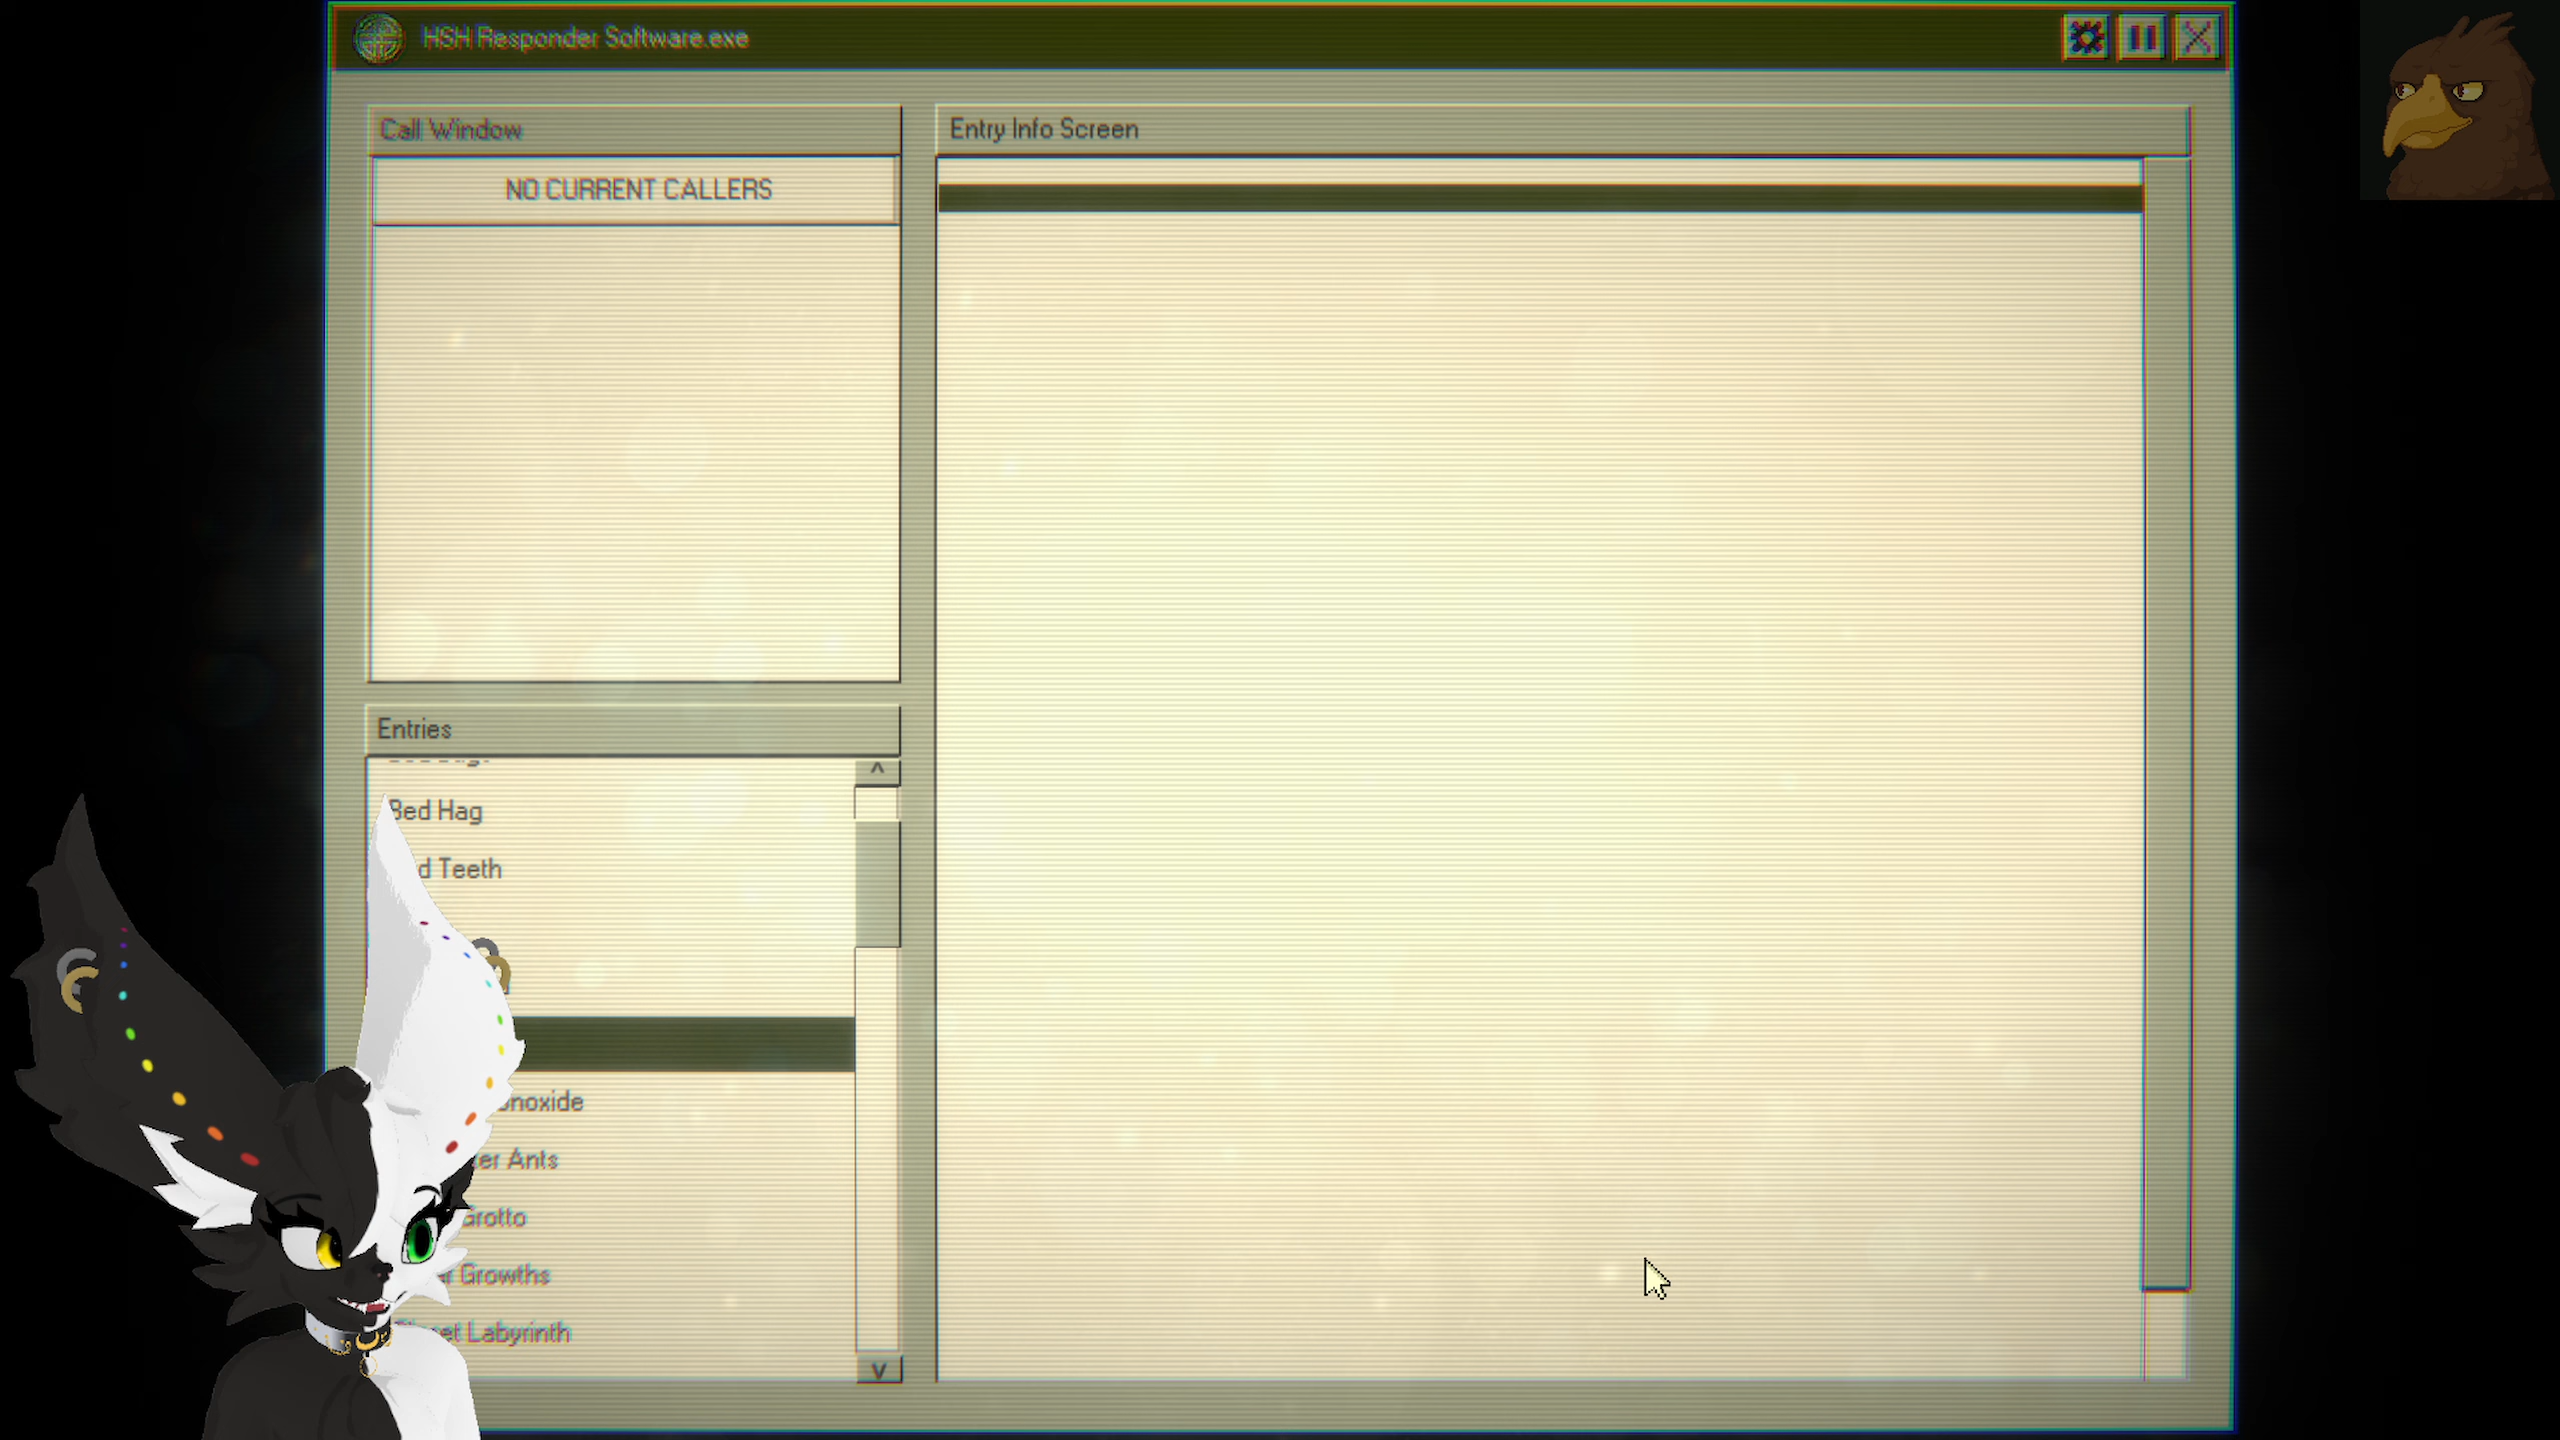 HSH Responder Software.exe
Call Window
NO CURRENT CALLERS
Entry Info Screen
Entries
Bed Hag
Teeth
Ants
Grotto
Growths
Labyrinth